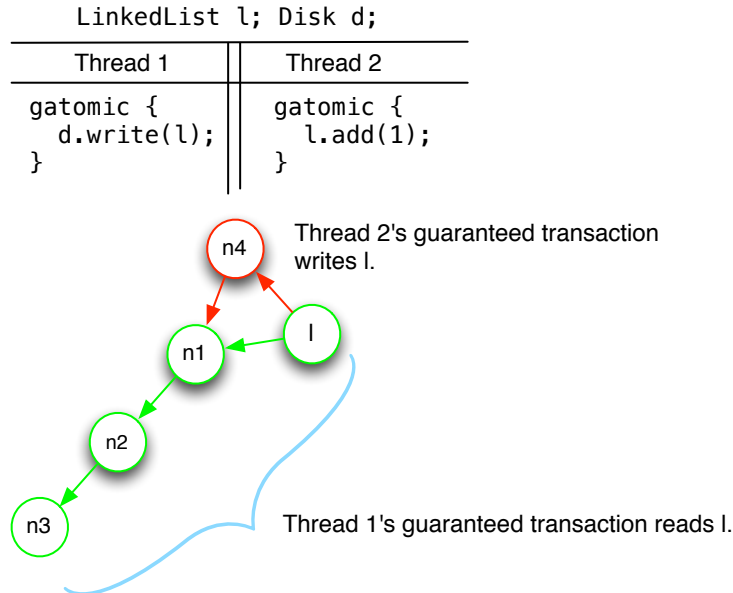 LinkedList l; Disk d;
Thread 1 Thread 2
gatomic { gatomic {
d.write(l); l.add(1);
} }
Thread 2's guaranteed transaction
writes l.
n4
l
n1
n2
n3
Thread 1's guaranteed transaction reads l.